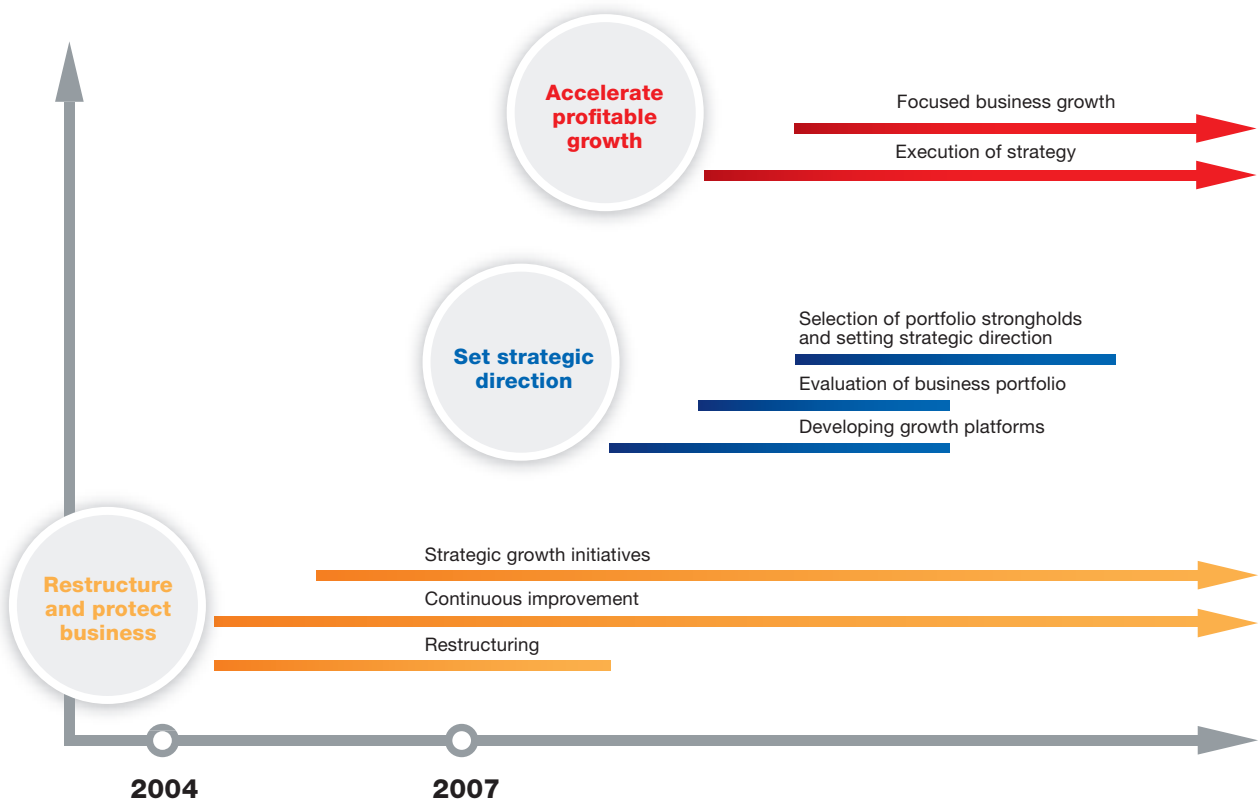 Accelerate
profitable
growth
Focused business growth
Execution of strategy
Set strategic
direction
Selection of portfolio strongholds
and setting strategic direction
Evaluation of business portfolio
Developing growth platforms
Restructure
and protect
business
Strategic growth initiatives
Continuous improvement
Restructuring
2004
2007